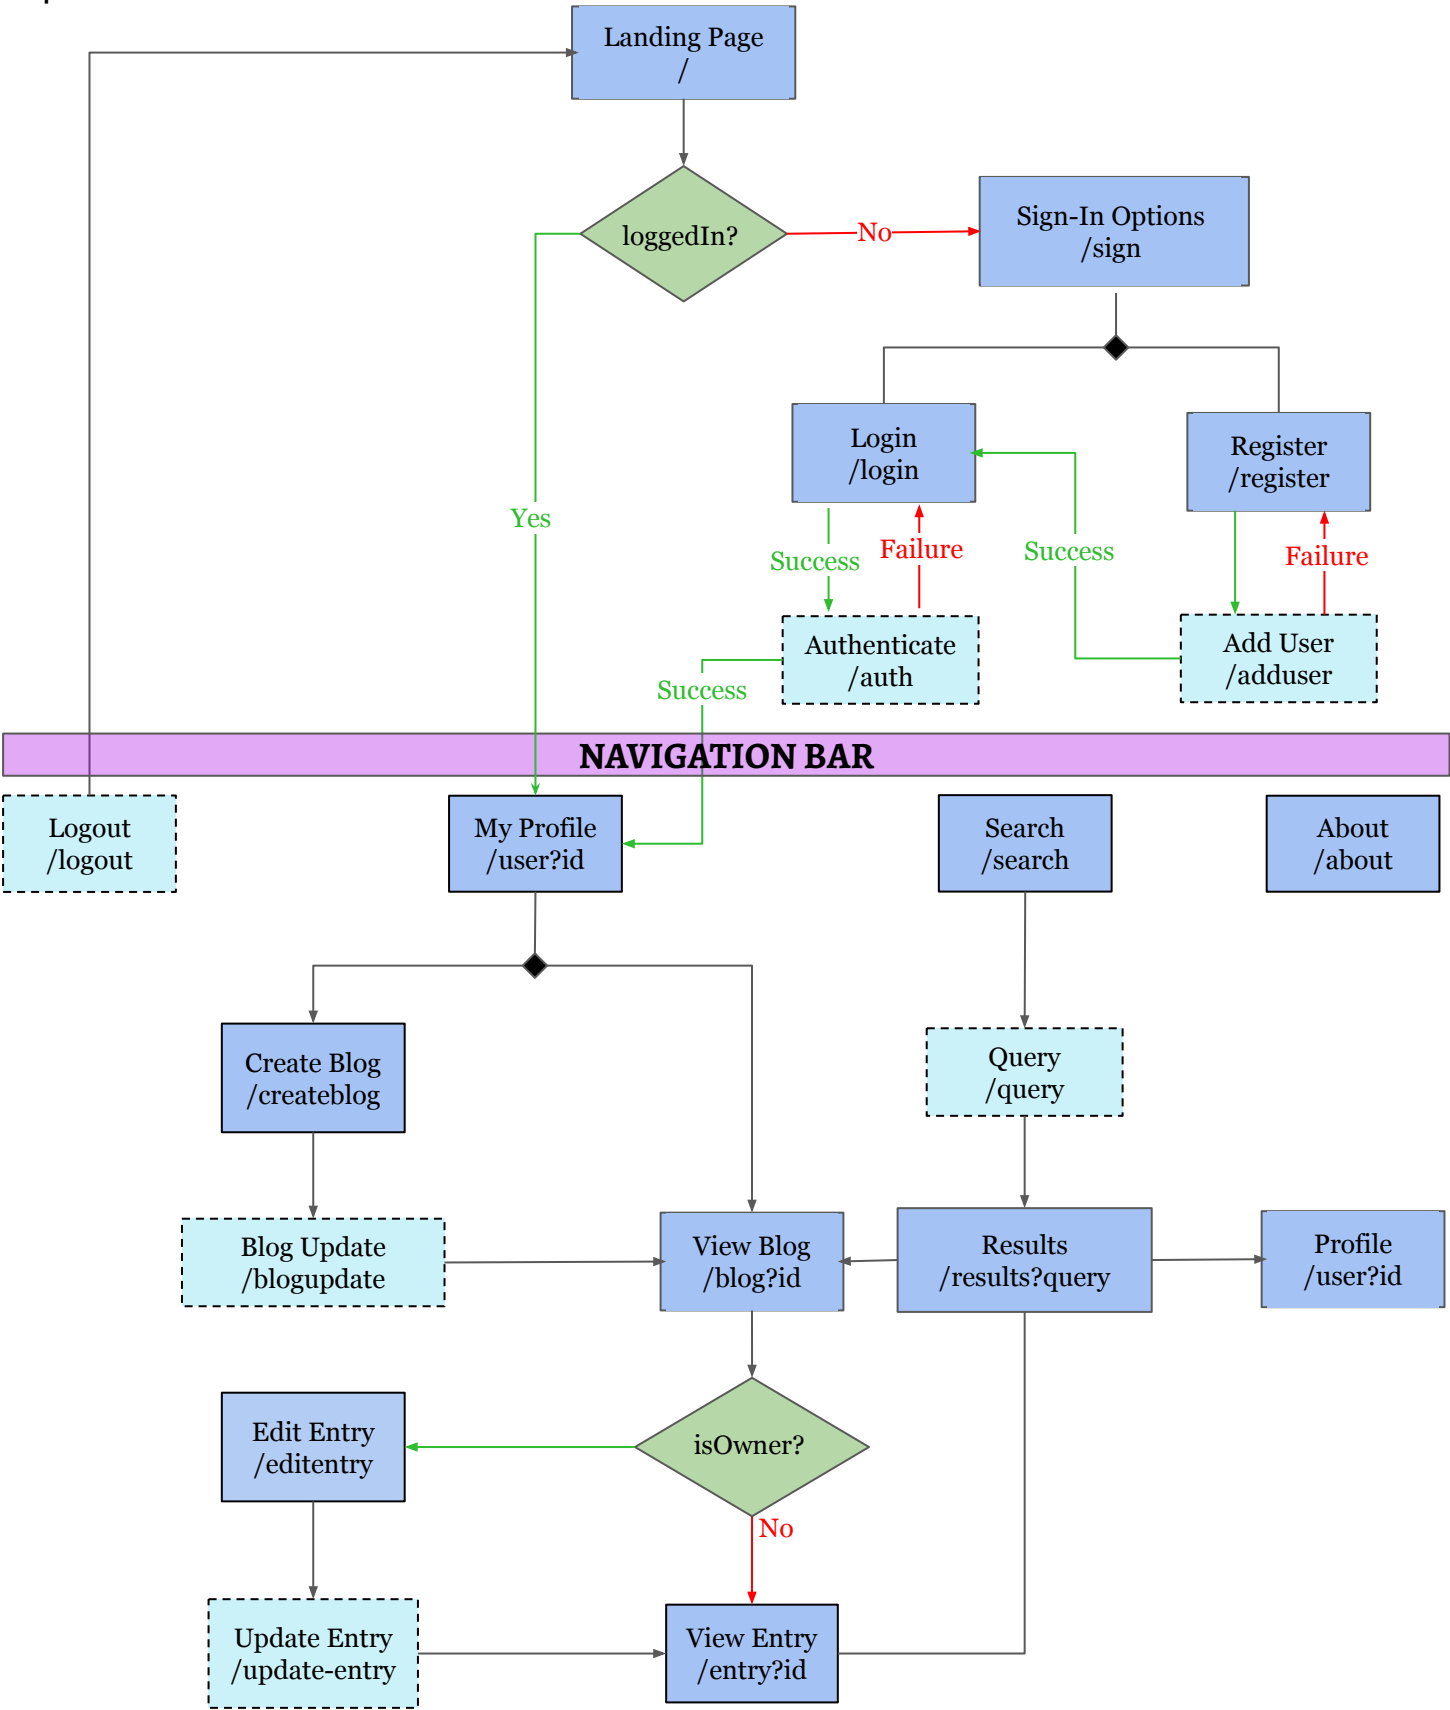 Landing Page
/
loggedIn?
No
Sign-In Options
/sign
Login
/login
Register
/register
Yes
Success
Failure
Success
Failure
Authenticate
/auth
Add User
/adduser
Success
NAVIGATION BAR
Logout
/logout
My Profile
/user?id
Search
/search
About
/about
Create Blog
/createblog
Query
/query
Blog Update
/blogupdate
View Blog
/blog?id
Results
/results?query
Profile
/user?id
Edit Entry
/editentry
isOwner?
No
Update Entry
/update-entry
View Entry
/entry?id